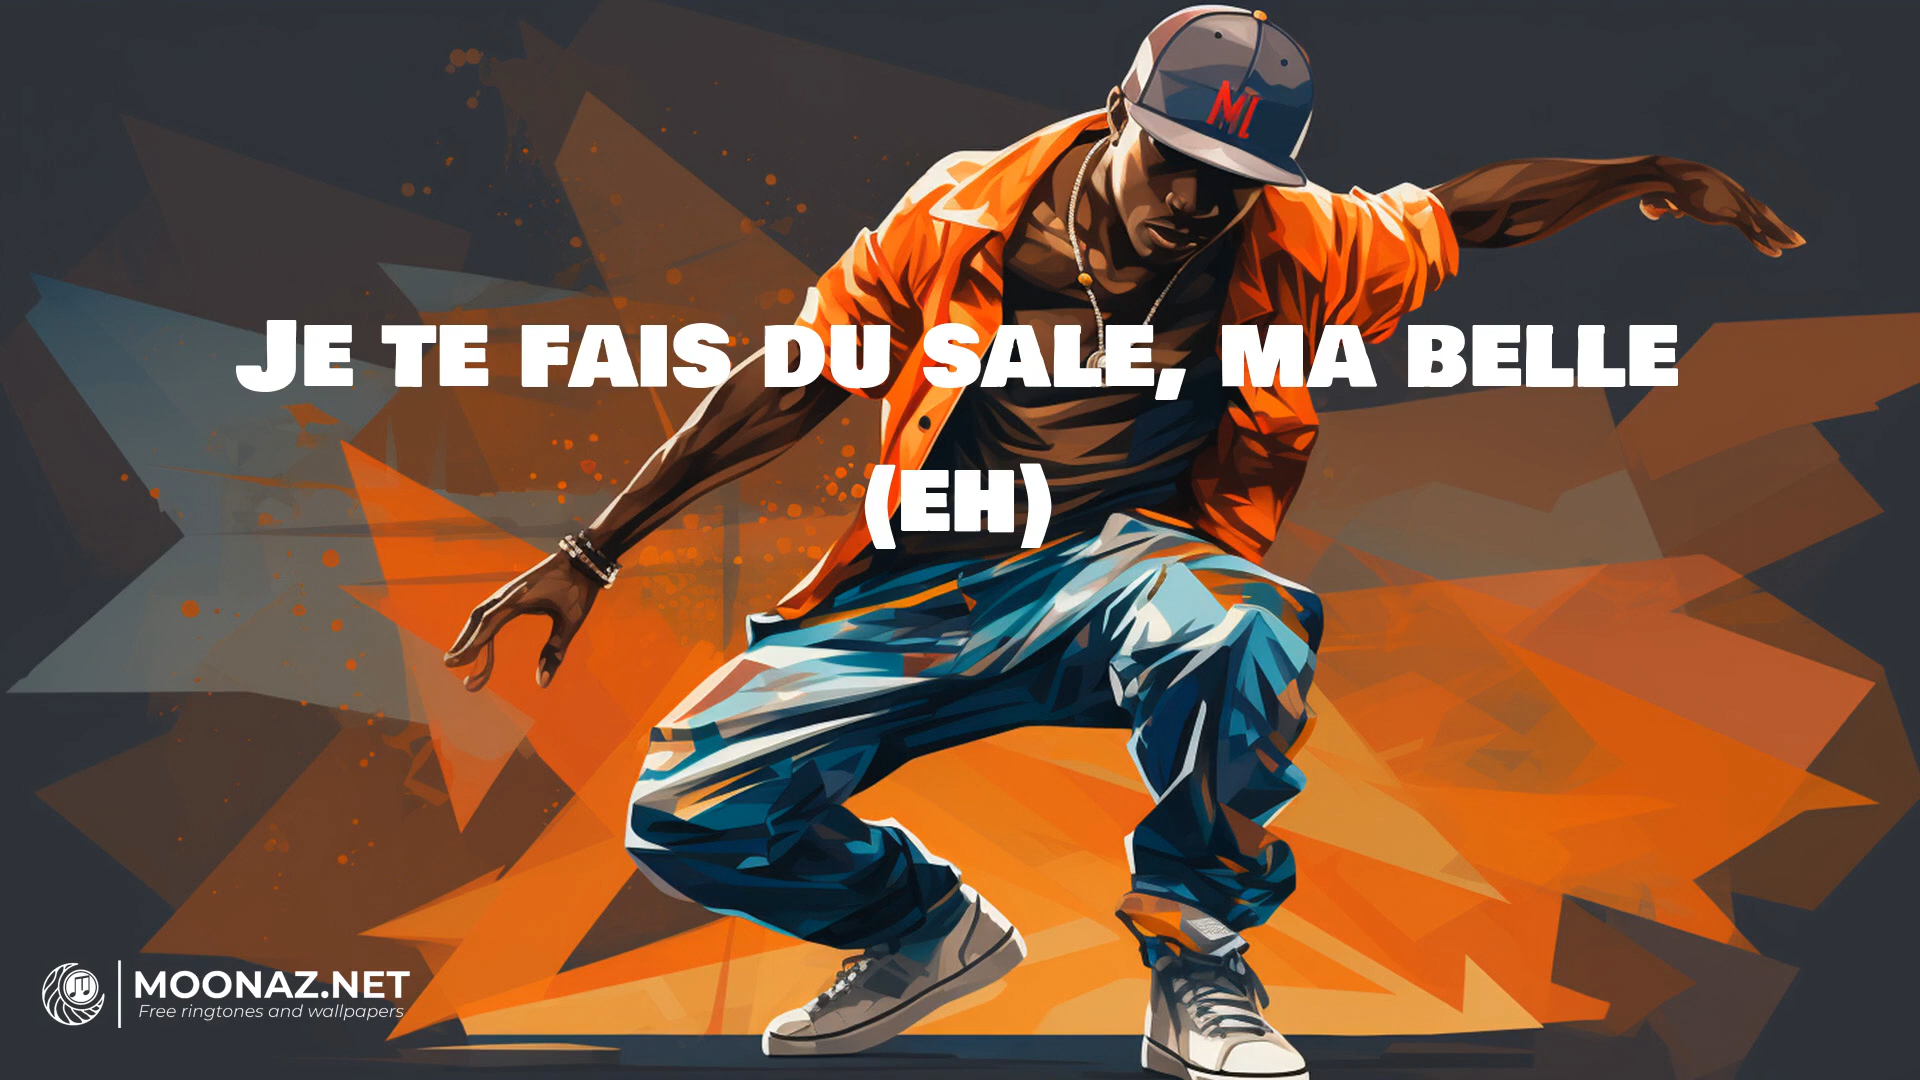 MI
Je te fais du sale, ma belle
(eh)
MOONAZ.NET
Free ringtones and wallpapers